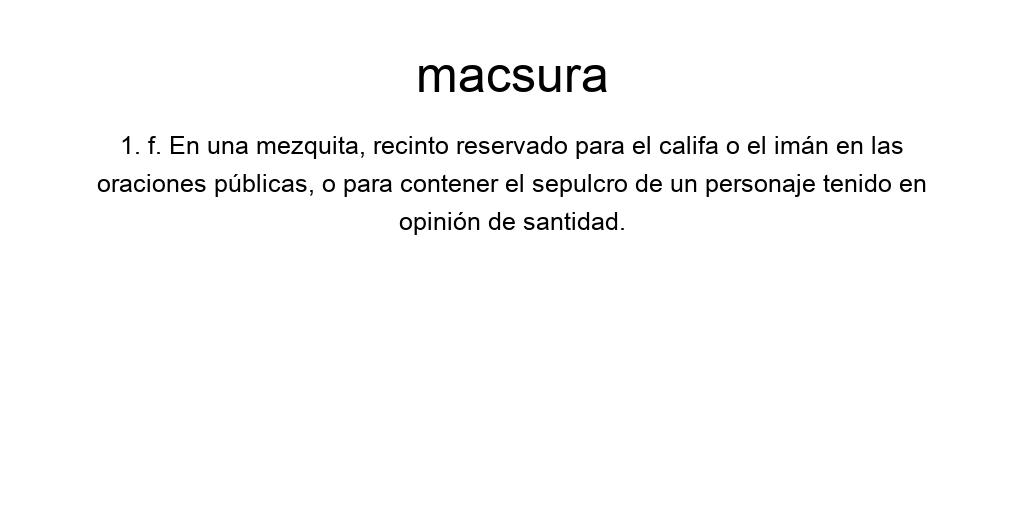 macsura
1. f. En una mezquita, recinto reservado para el califa o el imán en las
oraciones públicas, o para contener el sepulcro de un personaje tenido en
opinión de santidad.